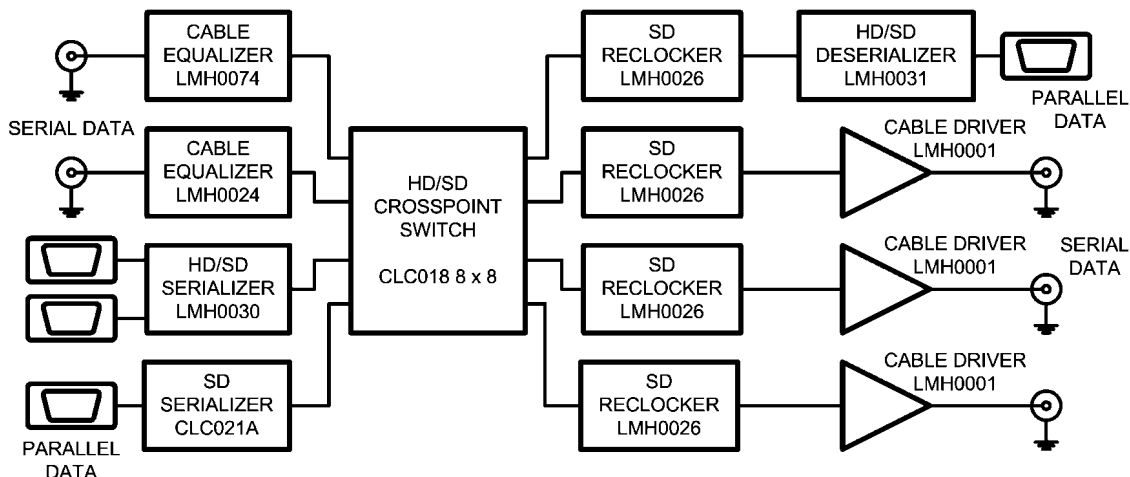 CABLE
EQUALIZER
LMH0074
SERIAL DATA
CABLE
EQUALIZER
LMH0024
HD/SD
SERIALIZER
LMH0030
SD
SERIALIZER
CLC021A
PARALLEL
DATA
HD/SD
CROSSPOINT
SWITCH
CLC018 8 x 8
SD
RECLOCKER
LMH0026
HD/SD
DESERIALIZER
LMH0031
PARALLEL
DATA
SD
RECLOCKER
LMH0026
CABLE DRIVER
LMH0001
SD
RECLOCKER
LMH0026
CABLE DRIVER
LMH0001
SERIAL
DATA
SD
RECLOCKER
LMH0026
CABLE DRIVER
LMH0001